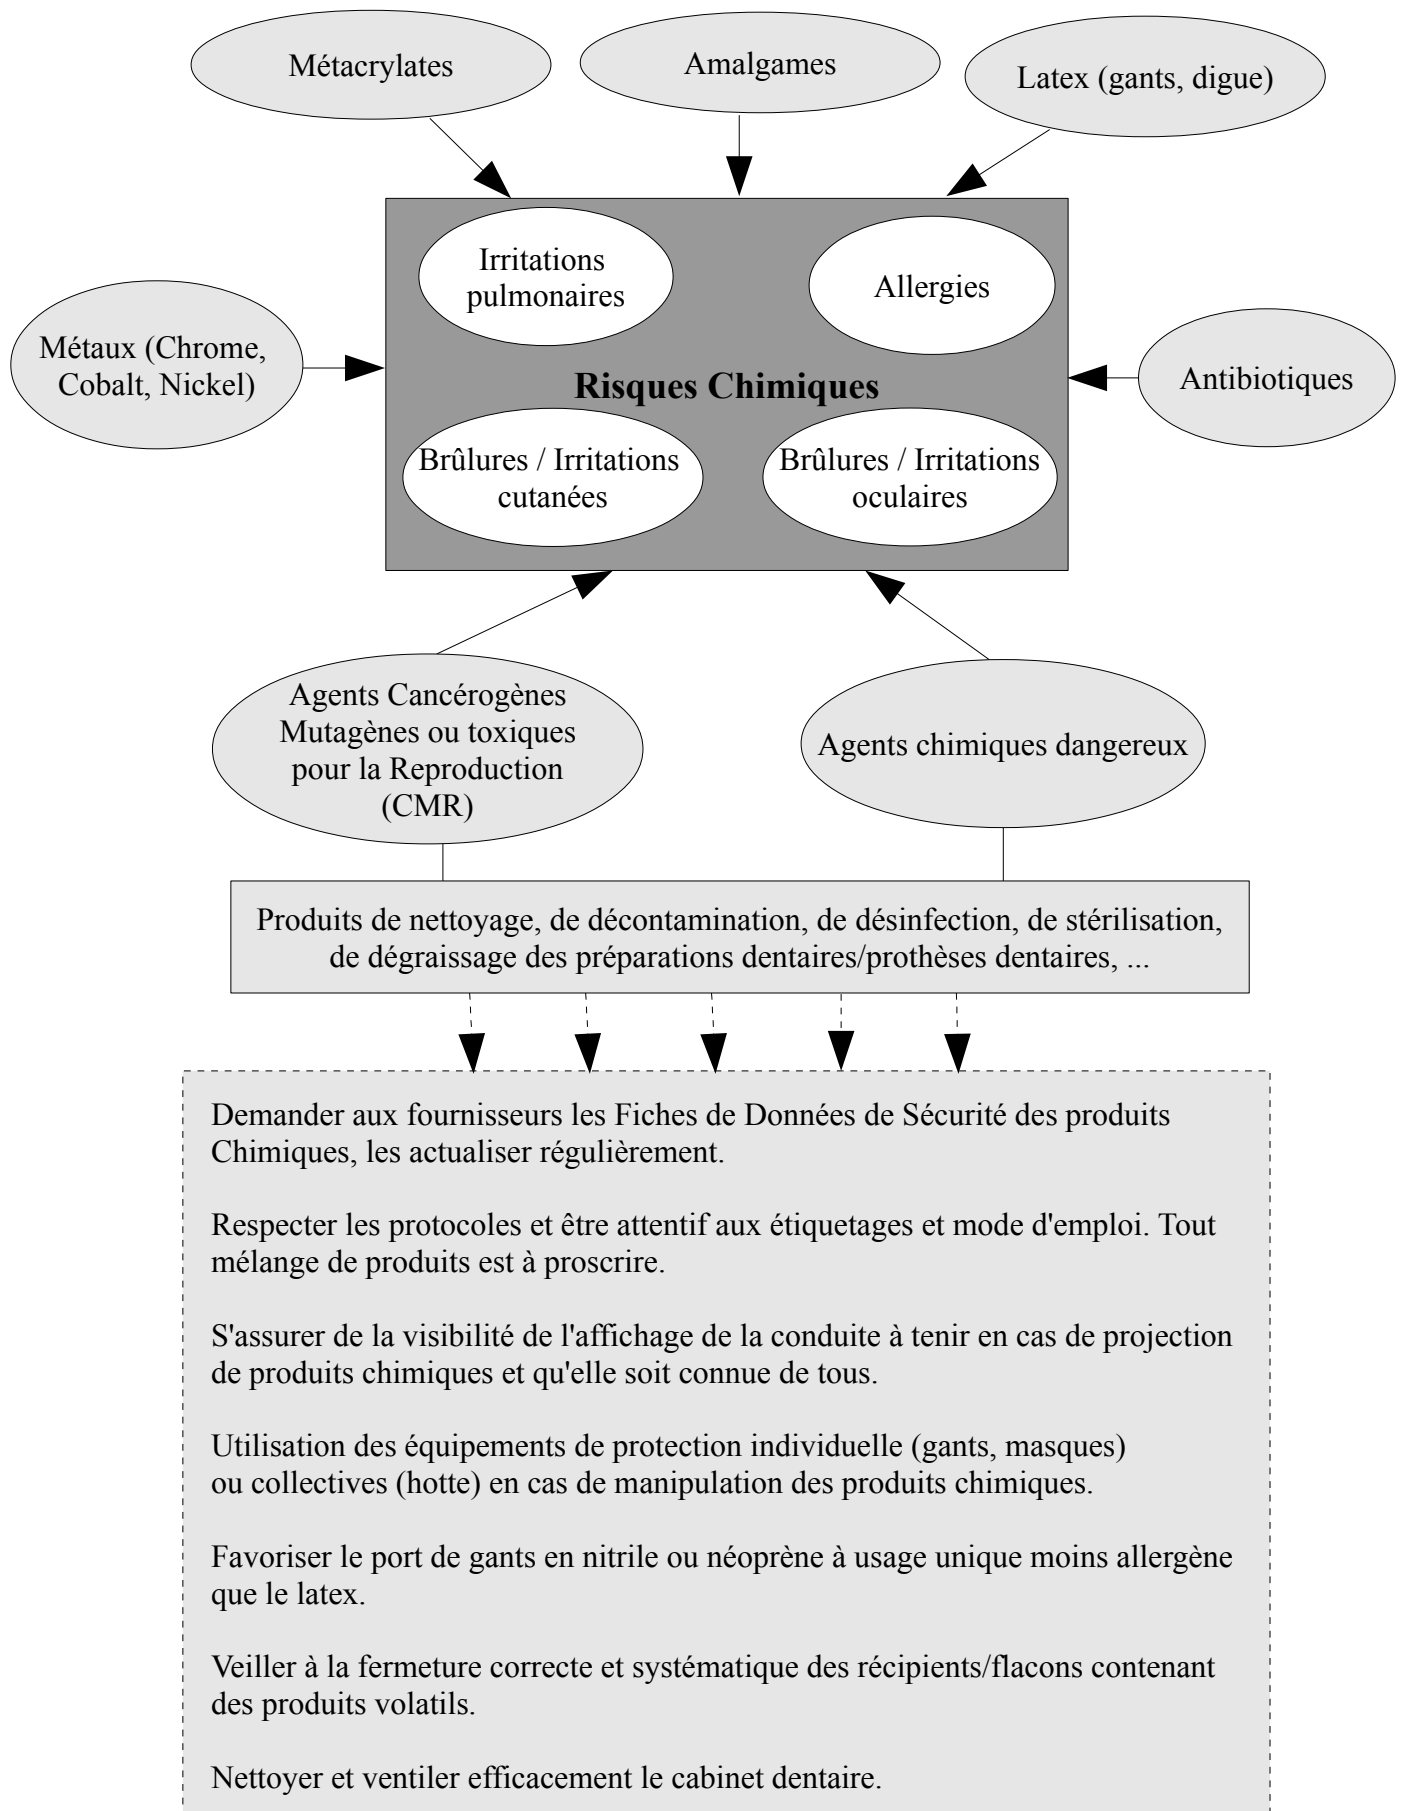 Métacrylates
Amalgames
Latex (gants, digue)
Irritations
pulmonaires
Allergies
Métaux (Chrome,
Cobalt, Nickel)
Antibiotiques
Risques Chimiques
Brûlures / Irritations
cutanées
Brûlures / Irritations
oculaires
Agents Cancérogènes
Mutagènes ou toxiques
pour la Reproduction
(CMR)
Agents chimiques dangereux
Produits de nettoyage, de décontamination, de désinfection, de stérilisation,
de dégraissage des préparations dentaires/prothèses dentaires, ...
Demander aux fournisseurs les Fiches de Données de Sécurité des produits
Chimiques, les actualiser régulièrement.
Respecter les protocoles et être attentif aux étiquetages et mode d'emploi. Tout
mélange de produits est à proscrire.
S'assurer de la visibilité de l'affichage de la conduite à tenir en cas de projection
de produits chimiques et qu'elle soit connue de tous.
Utilisation des équipements de protection individuelle (gants, masques)
ou collectives (hotte) en cas de manipulation des produits chimiques.
Favoriser le port de gants en nitrile ou néoprène à usage unique moins allergène
que le latex.
Veiller à la fermeture correcte et systématique des récipients/flacons contenant
des produits volatils.
Nettoyer et ventiler efficacement le cabinet dentaire.